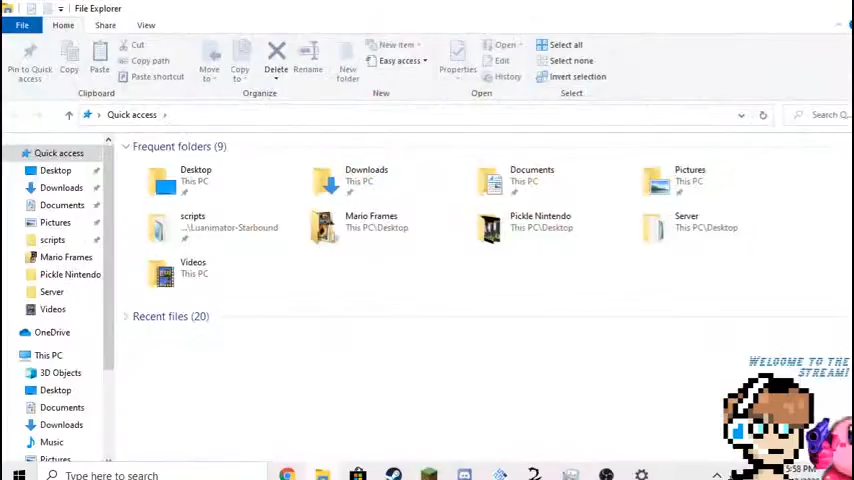 File Explorer
File Home Share View
Pin to Quick access
Copy
Paste
Cut
Copy path
Paste shortcut
Clipboard
Move to
Copy to
Delete
Rename
Organize
New folder
New item
Easy access
New
Properties
Open
Edit
History
Open
Select all
Select none
Invert selection
Select
Quick access
Search Q...
Quick access
Desktop
Downloads
Documents
Pictures
scripts
Mario Frames
Pickle Nintendo
Server
Videos
OneDrive
This PC
3D Objects
Desktop
Documents
Downloads
Music
Pictures
Frequent folders (9)
Desktop
This PC
Downloads
This PC
Documents
This PC
Pictures
This PC
scripts
...\Luanimator-Starbound
Mario Frames
This PC\Desktop
Pickle Nintendo
This PC\Desktop
Server
This PC\Desktop
Videos
This PC
Recent files (20)
WELCOME TO THE
STREAM!
Type here to search
5:58 PM